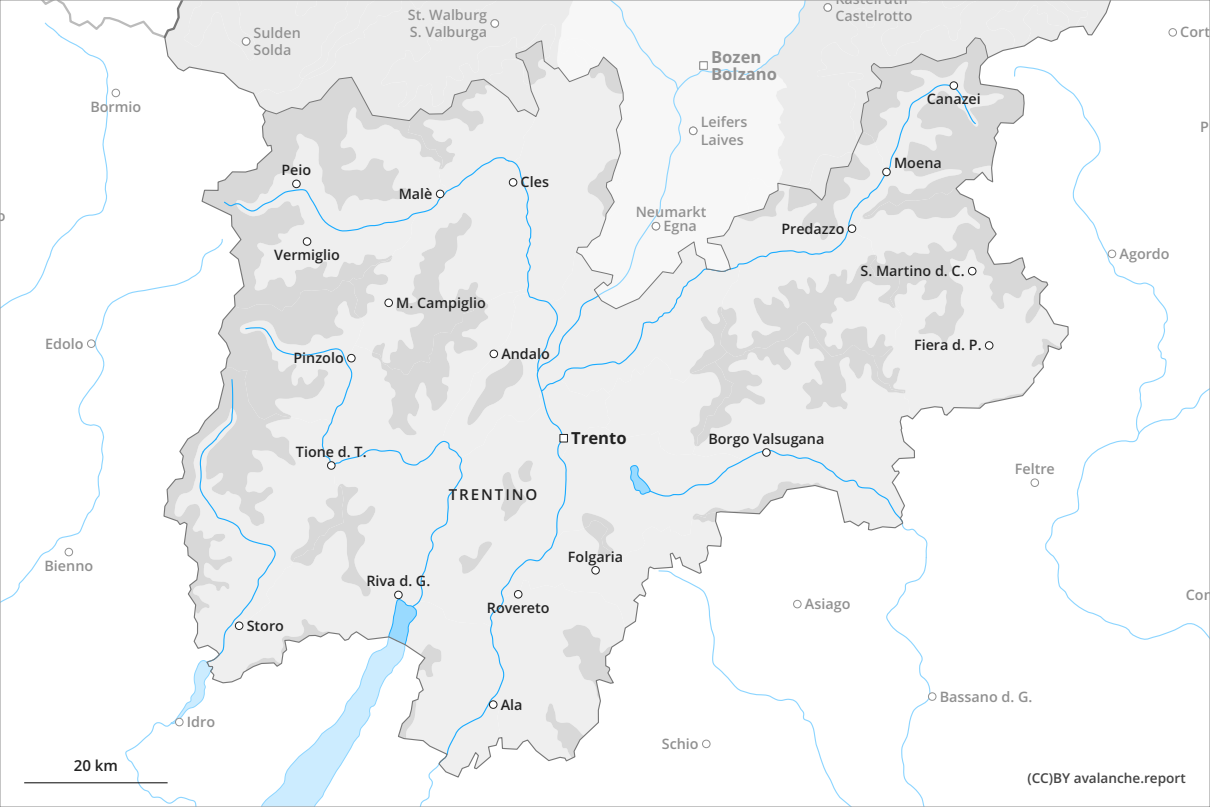 Kastelruth
Castelrotto
St. Walburg
S. Valburga
Sulden
Solda
Cort
Bozen
Bolzano
Bormio
Canazei
Leifers
Laives
P
Moena
Peio
Malè
Cles
Neumarkt
Egna
Predazzo
Vermiglio
Agordo
S. Martino d. C.
M. Campiglio
Edolo
Fiera d. P.
Pinzolo
Andalo
Trento
Borgo Valsugana
Tione d. T.
Feltre
TRENTINO
Folgaria
Bienno
Riva d. G.
Cor
Rovereto
Asiago
Storo
Bassano d. G.
Ala
Idro
Schio
20 km
(CC)BY avalanche.report